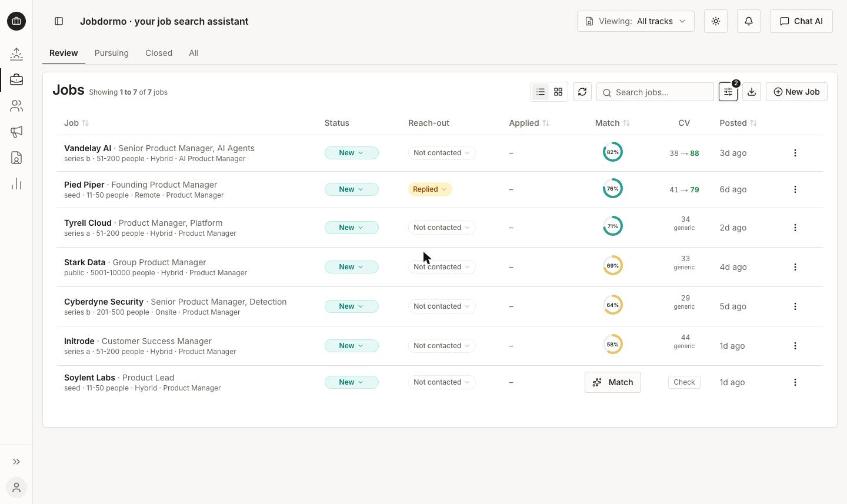 Jobdormo · your job search assistant
Viewing: All tracks
Chat AI
Review Pursuing Closed All
Jobs Showing 1 to 7 of 7 jobs
Search jobs...
2
New Job
Job Status Reach-out Applied Match CV Posted
Vandelay AI · Senior Product Manager, AI Agents
series b · 51-200 people · Hybrid · AI Product Manager
New Not contacted – 82% 38 → 88 3d ago
Pied Piper · Founding Product Manager
seed · 11-50 people · Remote · Product Manager
New Replied – 76% 41 → 79 6d ago
Tyrell Cloud · Product Manager, Platform
series a · 51-200 people · Hybrid · Product Manager
New Not contacted – 71% 34 generic 2d ago
Stark Data · Group Product Manager
public · 5001-10000 people · Hybrid · Product Manager
New Not contacted – 69% 33 generic 4d ago
Cyberdyne Security · Senior Product Manager, Detection
series b · 201-500 people · Onsite · Product Manager
New Not contacted – 64% 29 generic 5d ago
Initrode · Customer Success Manager
series a · 51-200 people · Hybrid · Product Manager
New Not contacted – 58% 44 generic 1d ago
Soylent Labs · Product Lead
seed · 11-50 people · Hybrid · Product Manager
New Not contacted – Match Check 1d ago